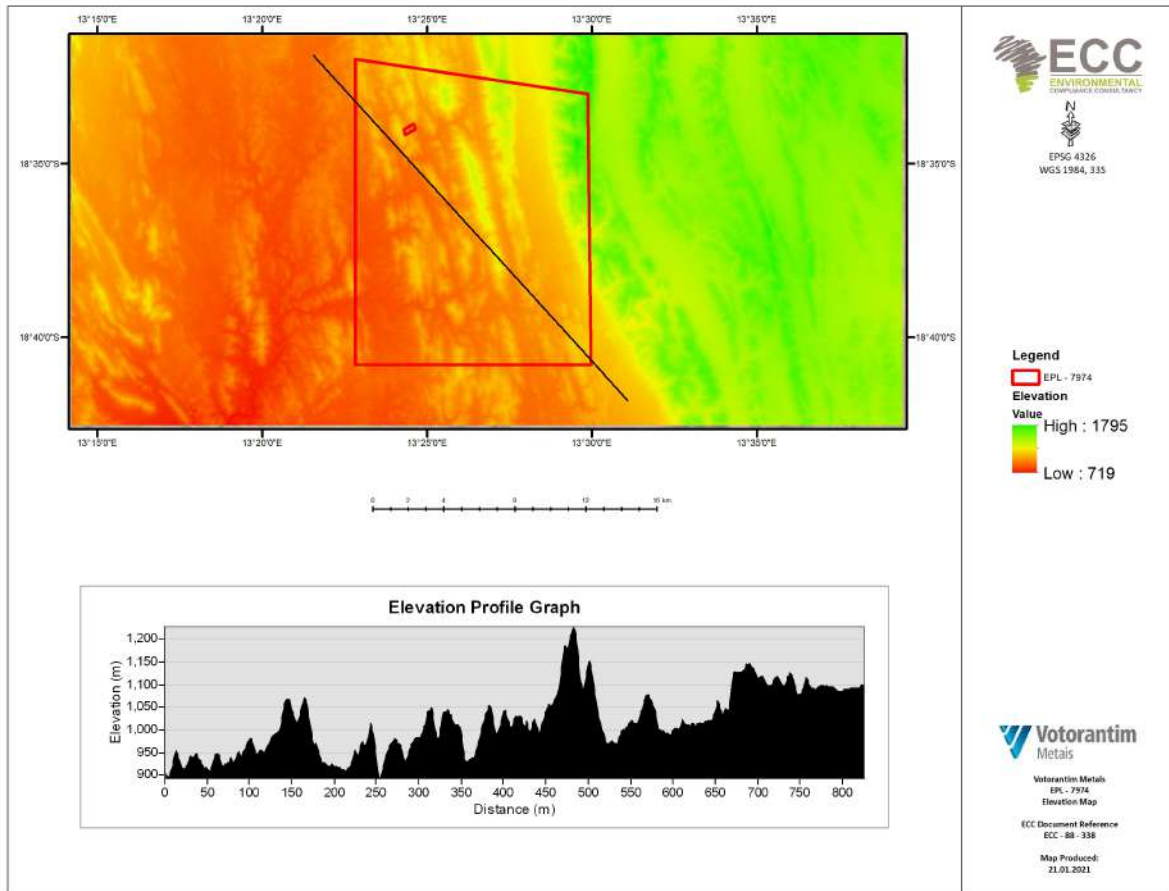 13°15'0"E 13°20'0"E 13°25'0"E 13°30'0"E 13°35'0"E
18°35'0"S 18°35'0"S
18°40'0"S 18°40'0"S
13°15'0"E 13°20'0"E 13°25'0"E 13°30'0"E 13°35'0"E
0 2 4 8 12 16 km
Elevation Profile Graph
Elevation (m)
1,200
1,150
1,100
1,050
1,000
950
900
0 50 100 150 200 250 300 350 400 450 500 550 600 650 700 750 800
Distance (m)
ECC
ENVIRONMENTAL
COMPLIANCE CONSULTANCY
N
EPSG 4326
WGS 1984, 335
Legend
EPL - 7974
Elevation
Value
High : 1795
Low : 719
Votorantim
Metais
Votorantim Metals
EPL - 7974
Elevation Map
ECC Document Reference
ECC - 88 - 338
Map Produced:
21.01.2021